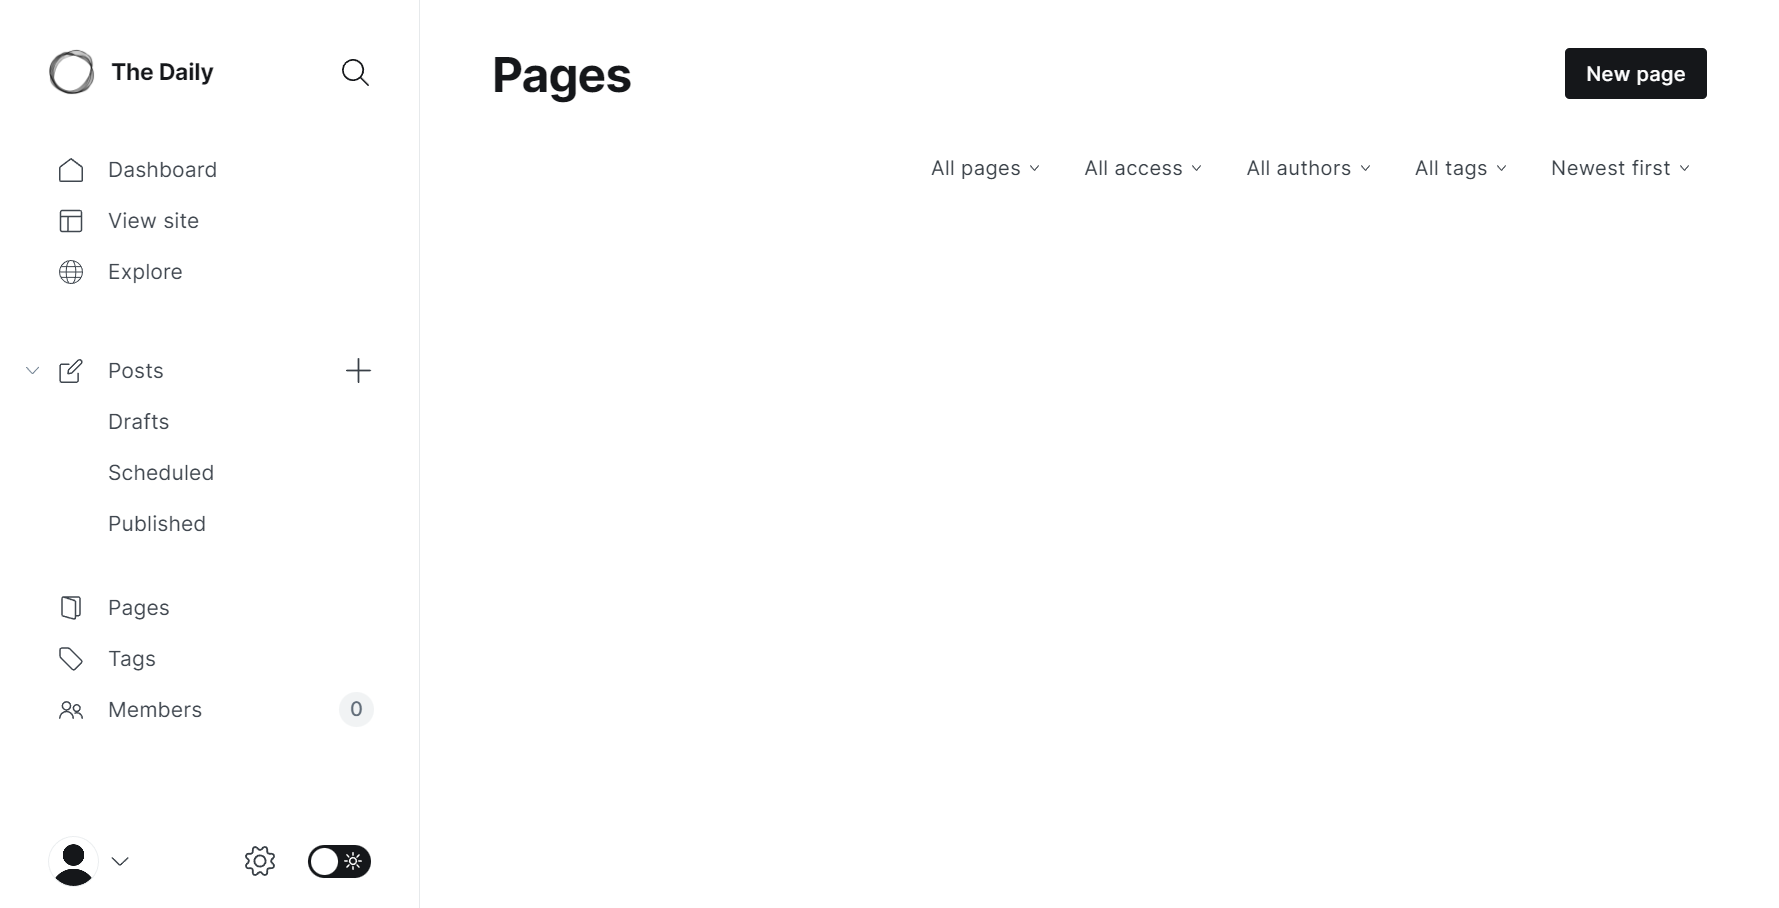 The Daily
Dashboard
View site
Explore
Posts
Drafts
Scheduled
Published
Pages
Tags
Members 0
Pages
New page
All pages All access All authors All tags Newest first